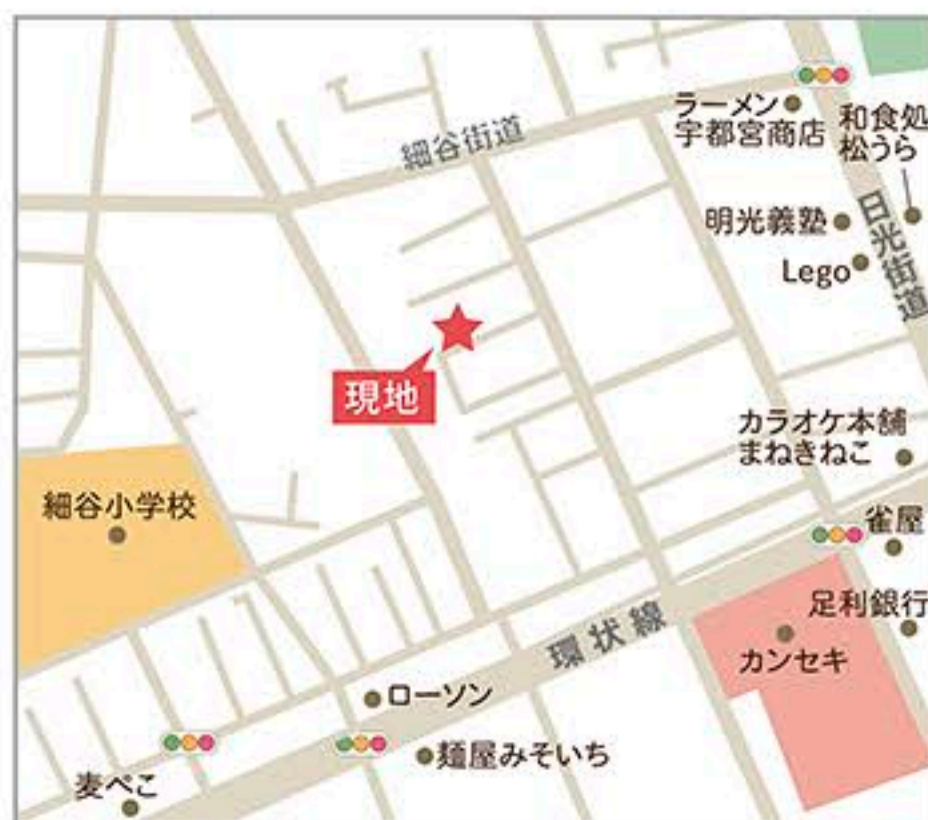 細谷街道
ラーメン
宇都宮商店
和食処
松うら
明光義塾
日光街道
Lego
現地
カラオケ本舗
まねきねこ
細谷小学校
雀屋
足利銀行
環状線
カンセキ
ローソン
麺屋みそいち
麦ぺこ